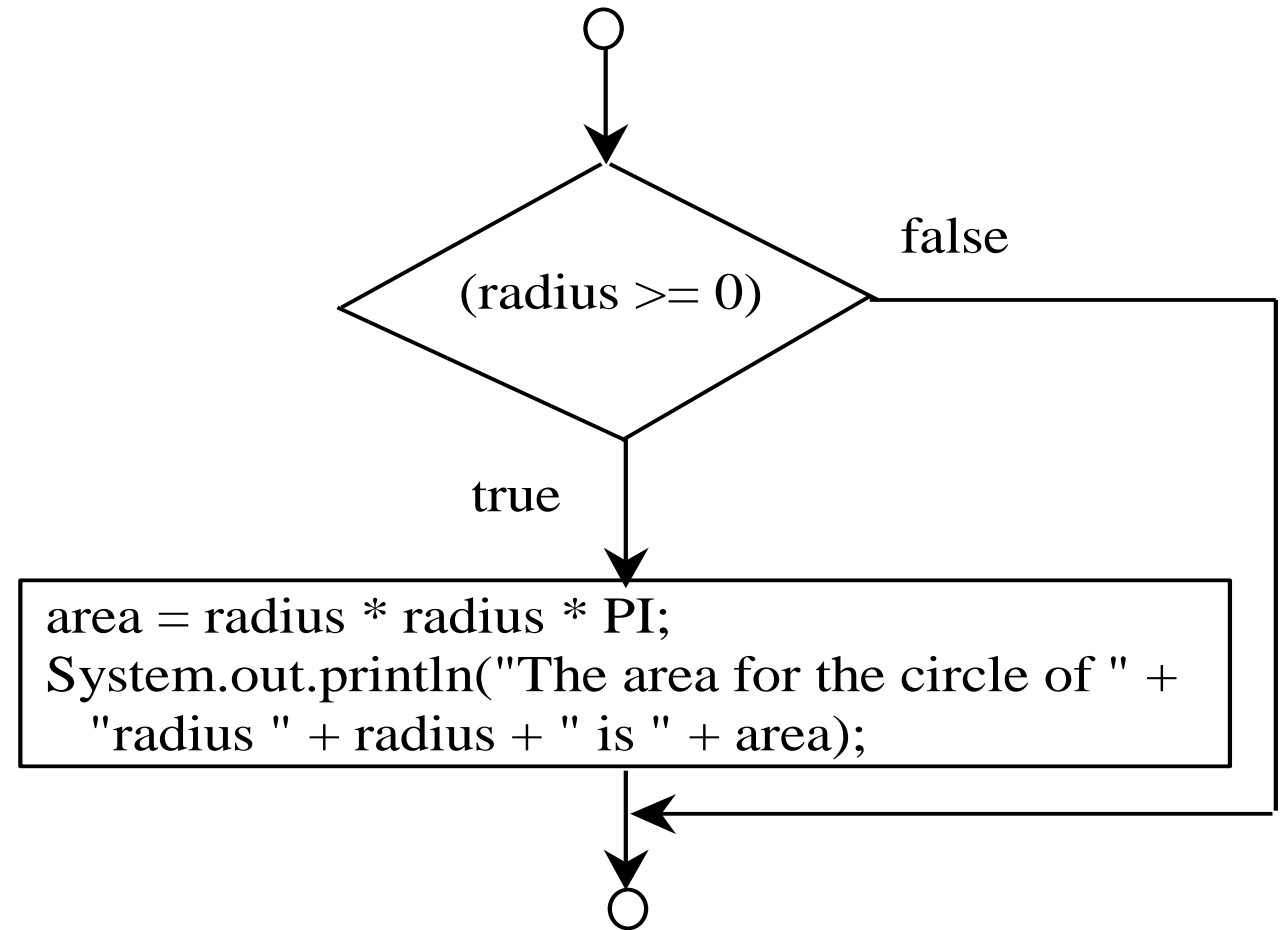 false
(radius >= 0)
true
area = radius * radius * PI;
System.out.println("The area for the circle of " +
"radius " + radius + " is " + area);